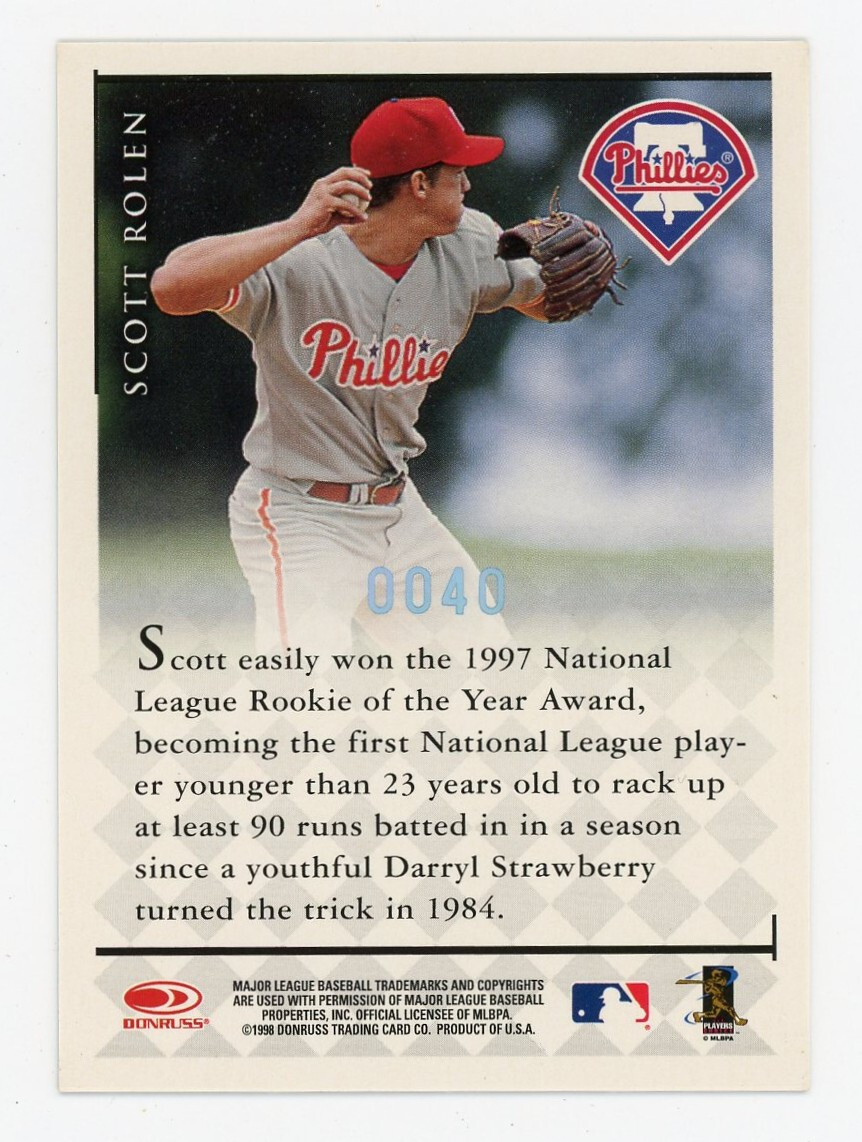 SCOTT ROLEN
Phillies®
Phillie
0040
Scott easily won the 1997 National
League Rookie of the Year Award,
becoming the first National League play-
er younger than 23 years old to rack up
at least 90 runs batted in in a season
since a youthful Darryl Strawberry
turned the trick in 1984.
DONRUSS®
MAJOR LEAGUE BASEBALL TRADEMARKS AND COPYRIGHTS
ARE USED WITH PERMISSION OF MAJOR LEAGUE BASEBALL
PROPERTIES, INC. OFFICIAL LICENSEE OF MLBPA.
©1998 DONRUSS TRADING CARD CO. PRODUCT OF U.S.A.
®
PLAYERS
™
© MLBPA